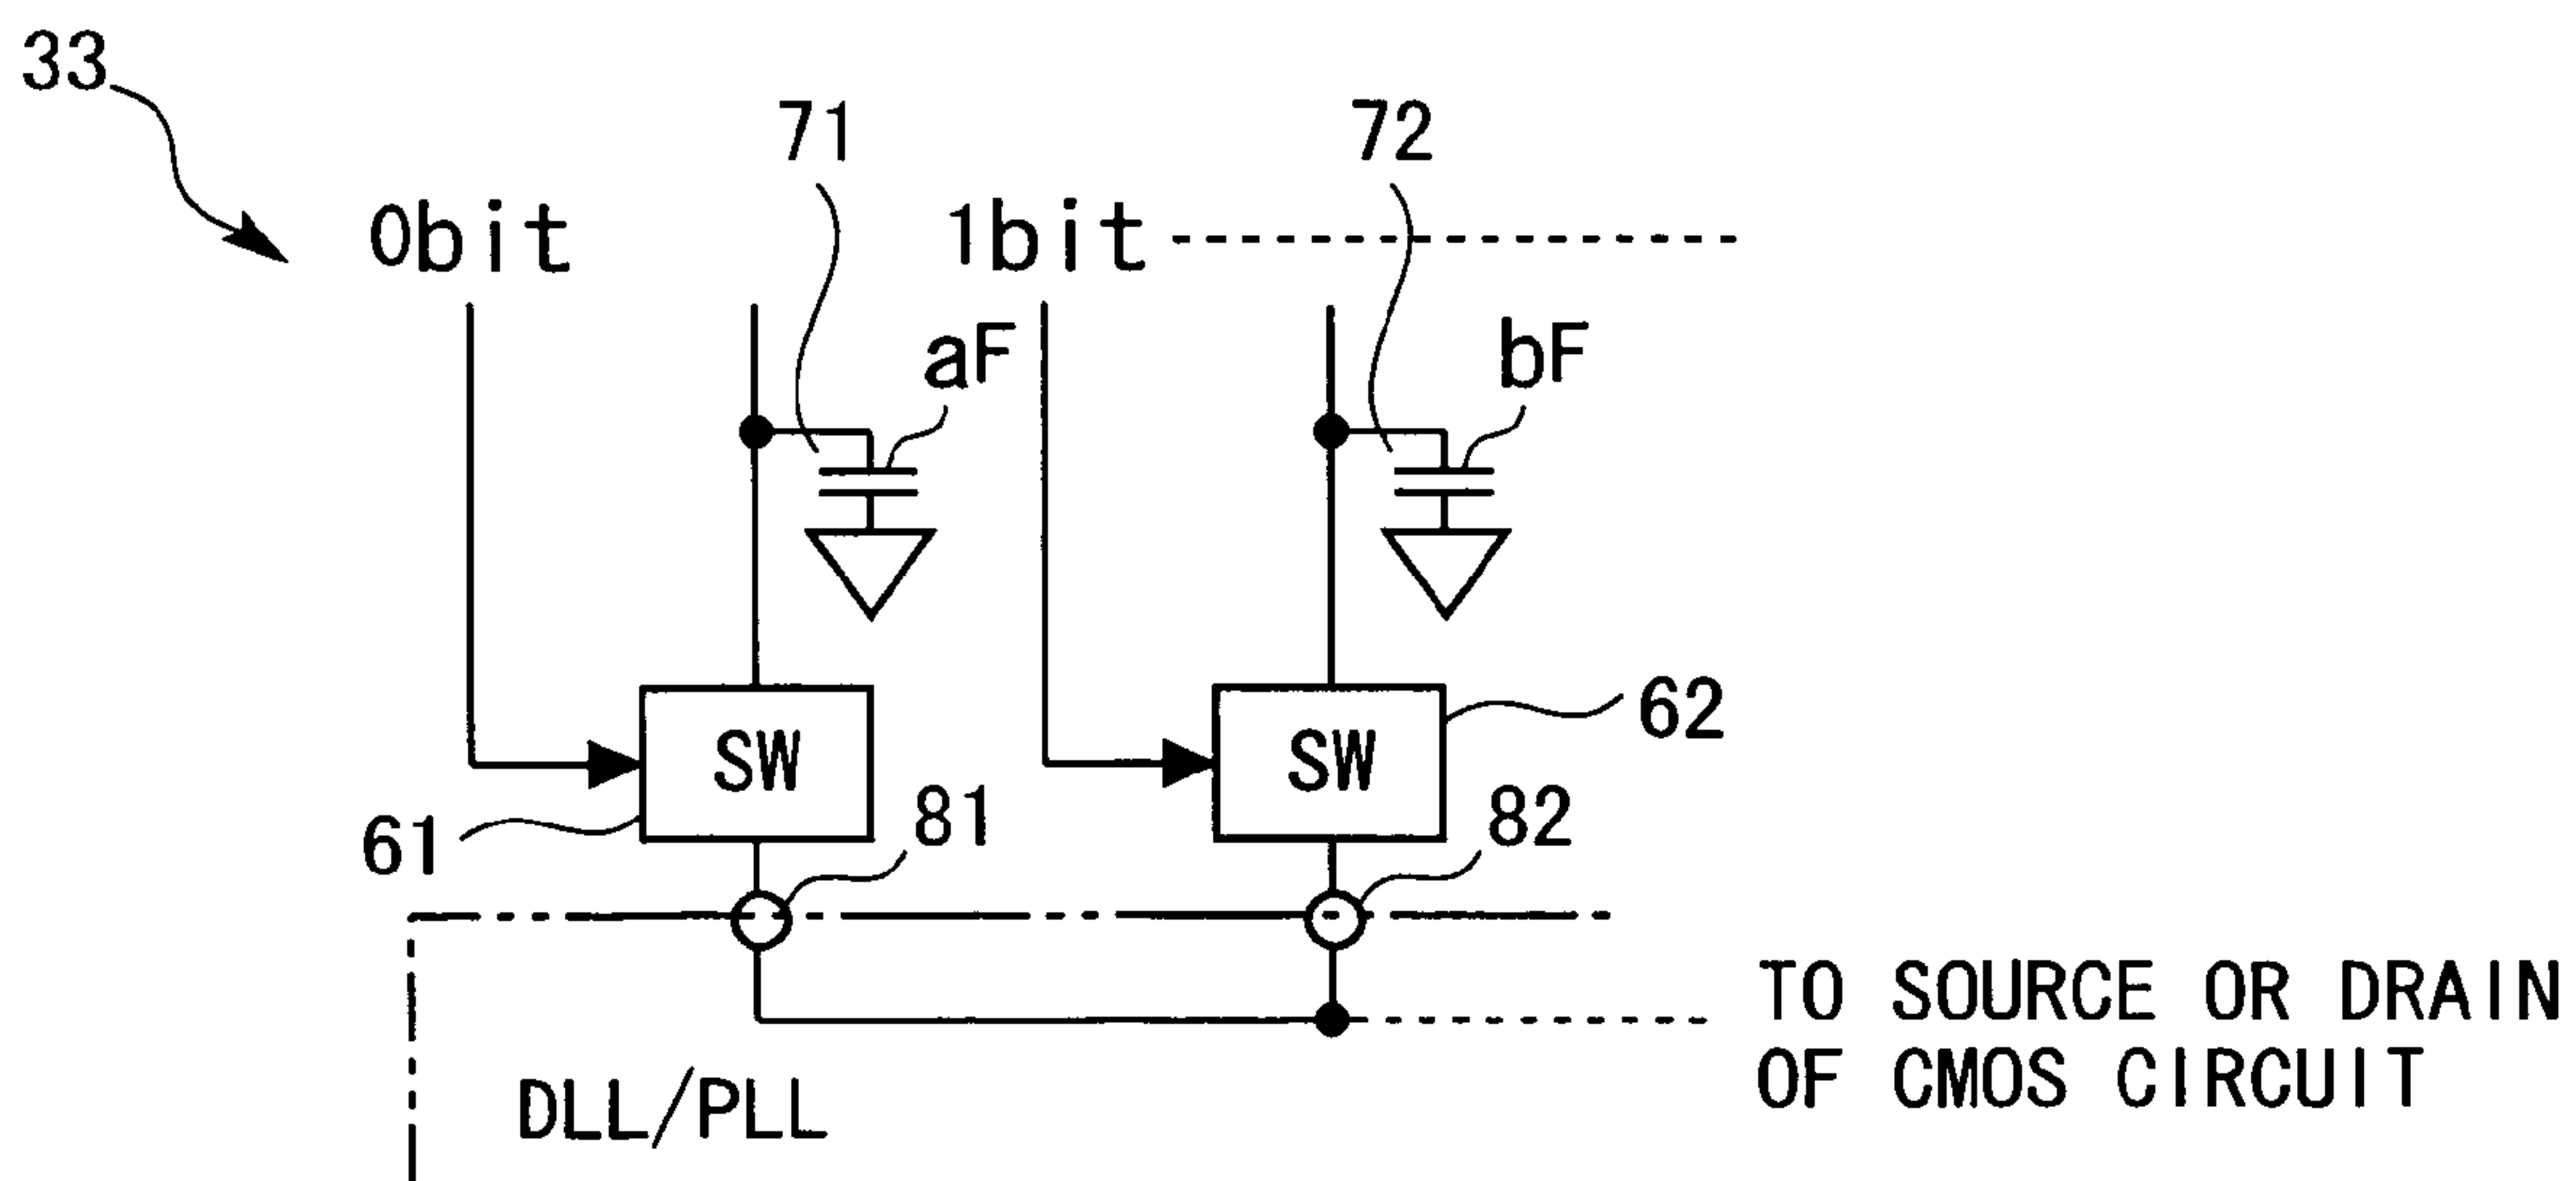 33
71
72
0bit
1bit
aF
bF
SW
SW
62
61
81
82
TO SOURCE OR DRAIN
OF CMOS CIRCUIT
DLL/PLL